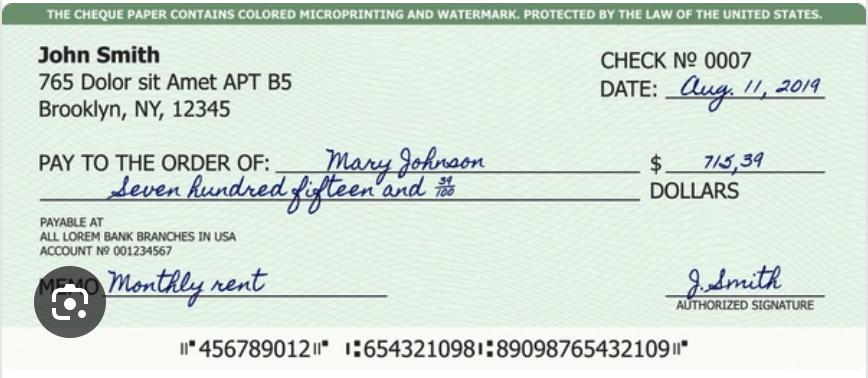 THE CHEQUE PAPER CONTAINS COLORED MICROPRINTING AND WATERMARK. PROTECTED BY THE LAW OF THE UNITED STATES.
John Smith
765 Dolor sit Amet APT B5
Brooklyn, NY, 12345
CHECK Nº 0007
DATE: Aug. 11, 2019
PAY TO THE ORDER OF: Mary Johnson $ 715,39
Seven hundred fifteen and 39/100 DOLLARS
PAYABLE AT
ALL LOREM BANK BRANCHES IN USA
ACCOUNT Nº 001234567
MEMO Monthly rent
J. Smith
AUTHORIZED SIGNATURE
⑈456789012⑈ ⑆654321098⑆89098765432109⑈